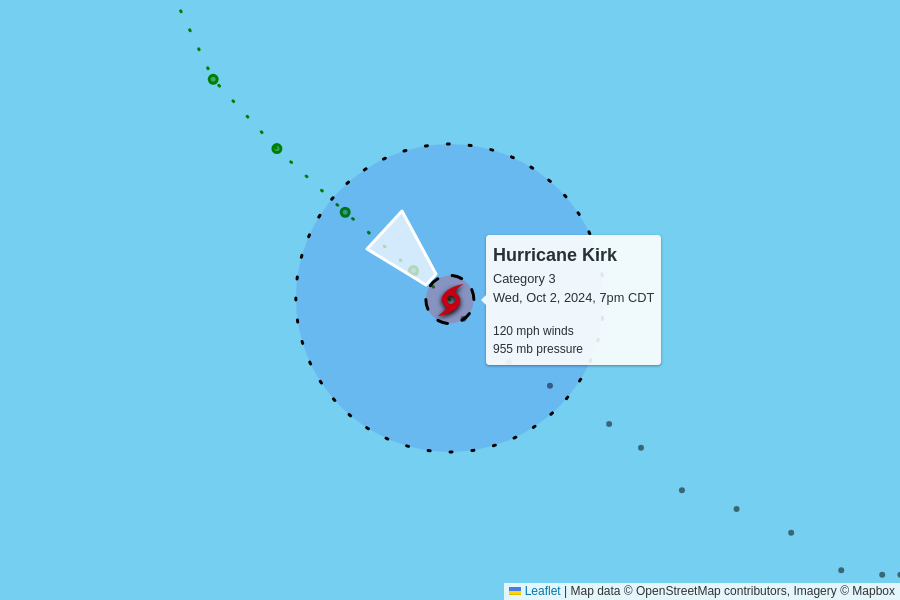 Hurricane Kirk
Category 3
Wed, Oct 2, 2024, 7pm CDT
120 mph winds
955 mb pressure
Leaflet | Map data © OpenStreetMap contributors, Imagery © Mapbox